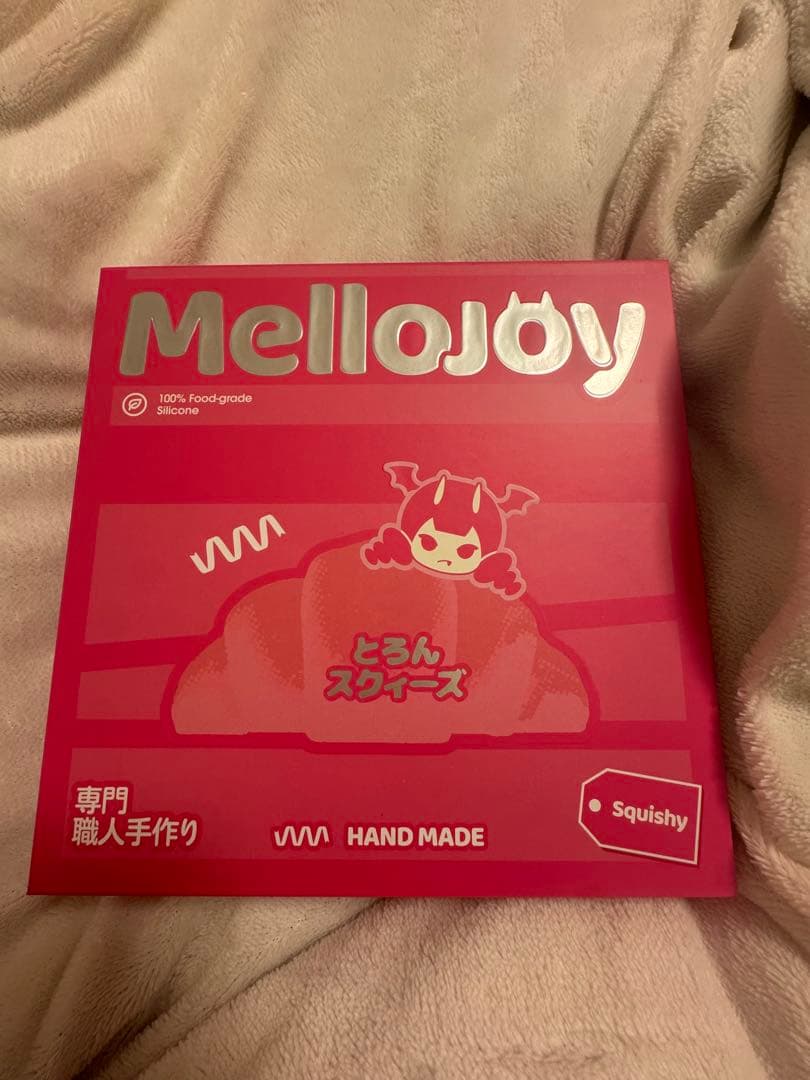 Mellojoy
100% Food-grade
Silicone
とろん
スクィーズ
専門
職人手作り
HAND MADE
Squishy